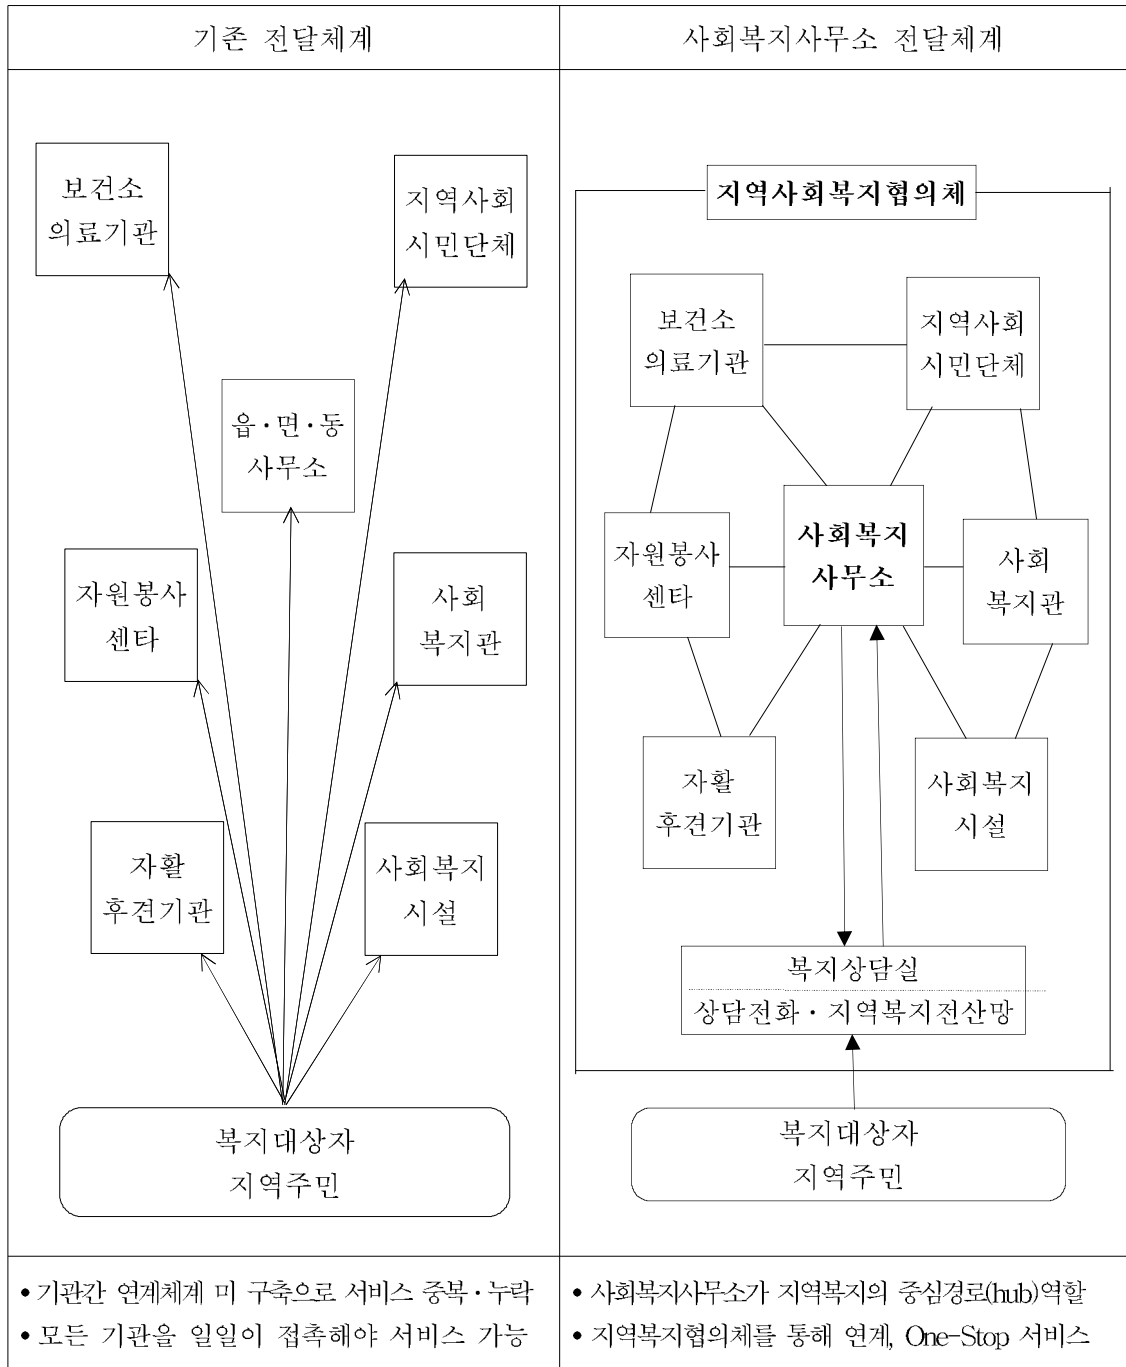 기존 전달체계
보건소
의료기관
지역사회
시민단체
읍·면·동
사무소
자원봉사
센타
사회
복지관
자활
후견기관
사회복지
시설
복지대상자
지역주민
• 기관간 연계체계 미 구축으로 서비스 중복·누락
• 모든 기관을 일일이 접촉해야 서비스 가능
사회복지사무소 전달체계
지역사회복지협의체
보건소
의료기관
지역사회
시민단체
자원봉사
센타
사회복지
사무소
사회
복지관
자활
후견기관
사회복지
시설
복지상담실
상담전화·지역복지전산망
복지대상자
지역주민
• 사회복지사무소가 지역복지의 중심경로(hub)역할
• 지역복지협의체를 통해 연계, One-Stop 서비스